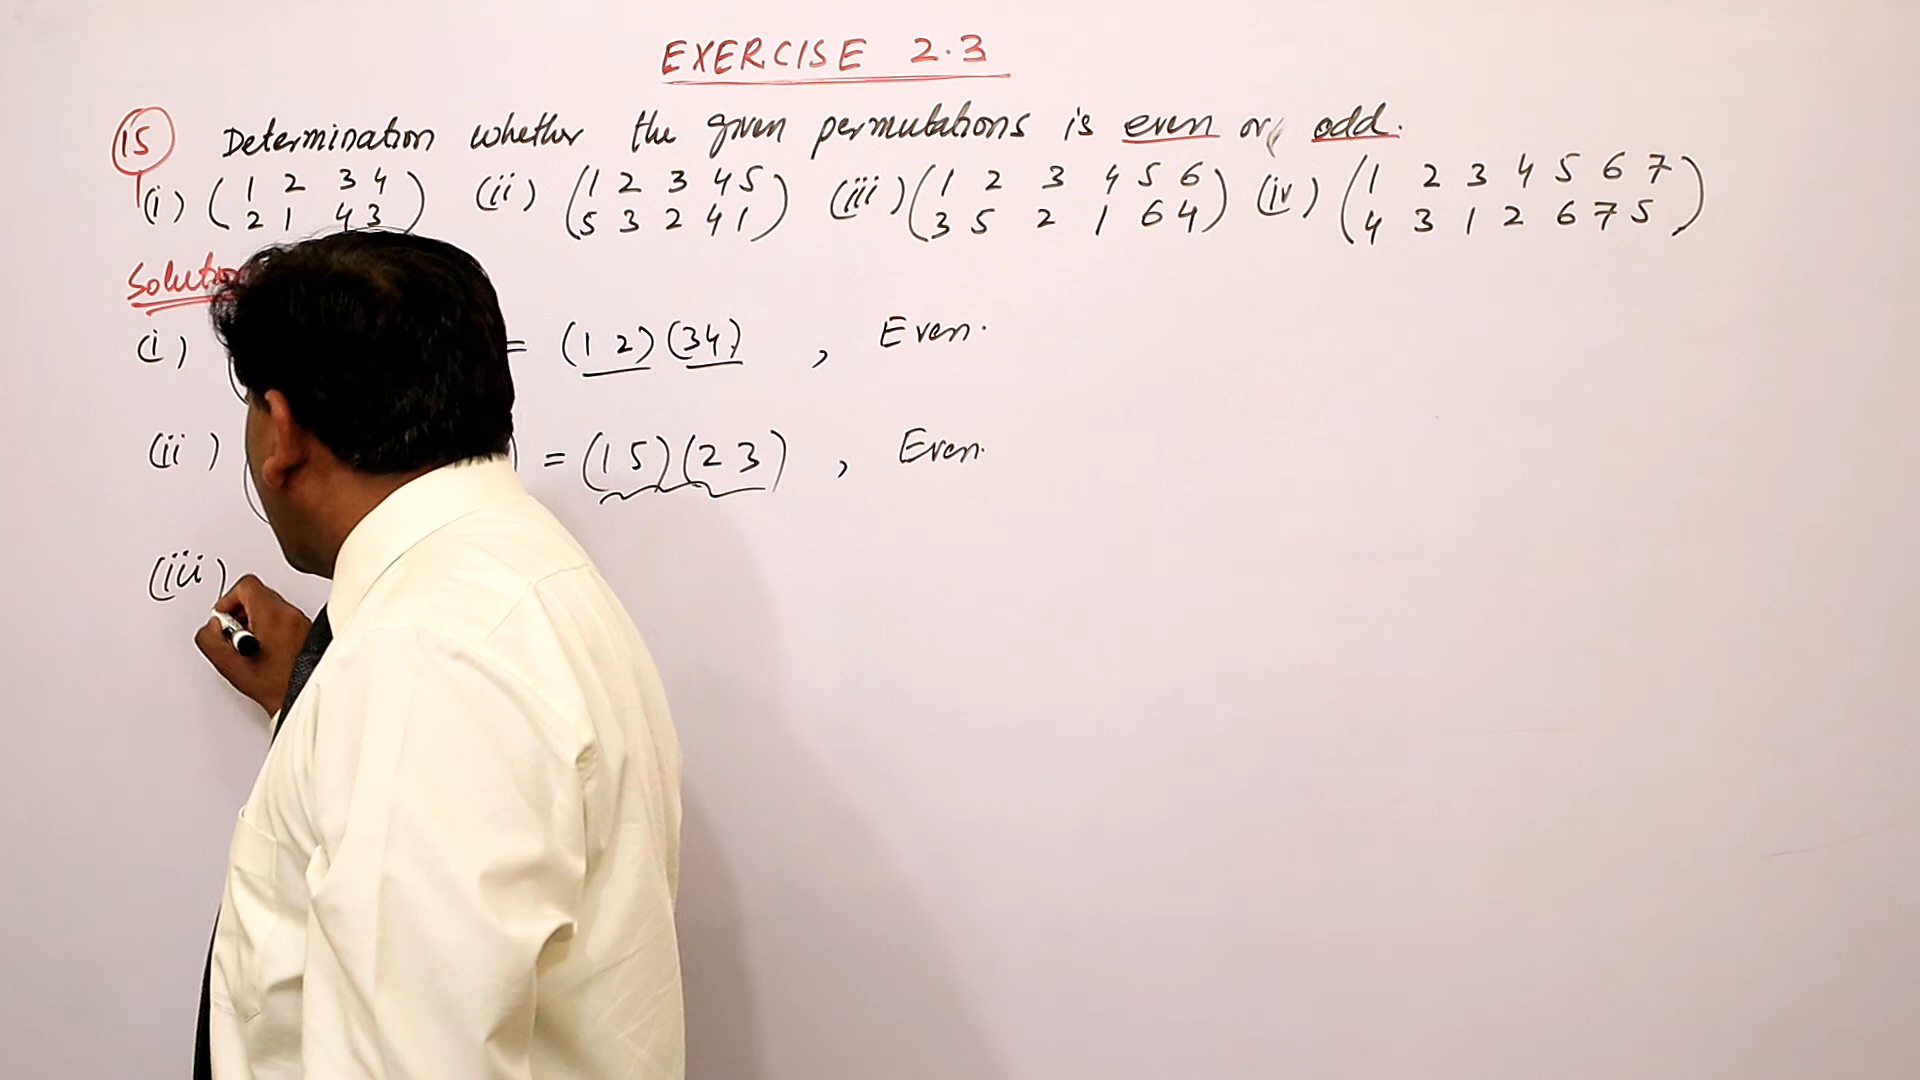 EXERCISE 2.3
15 Determination whether the given permutations is even or odd.
(i) ( 1 2 3 4 ) (ii) ( 1 2 3 4 5 ) (iii) ( 1 2 3 4 5 6 ) (iv) ( 1 2 3 4 5 6 7 )
2 1 4 3 5 3 2 4 1 3 5 2 1 6 4 4 3 1 2 6 7 5
(i) = (1 2) (3 4) , Even.
(ii) = (1 5) (2 3) , Even.
(iii)